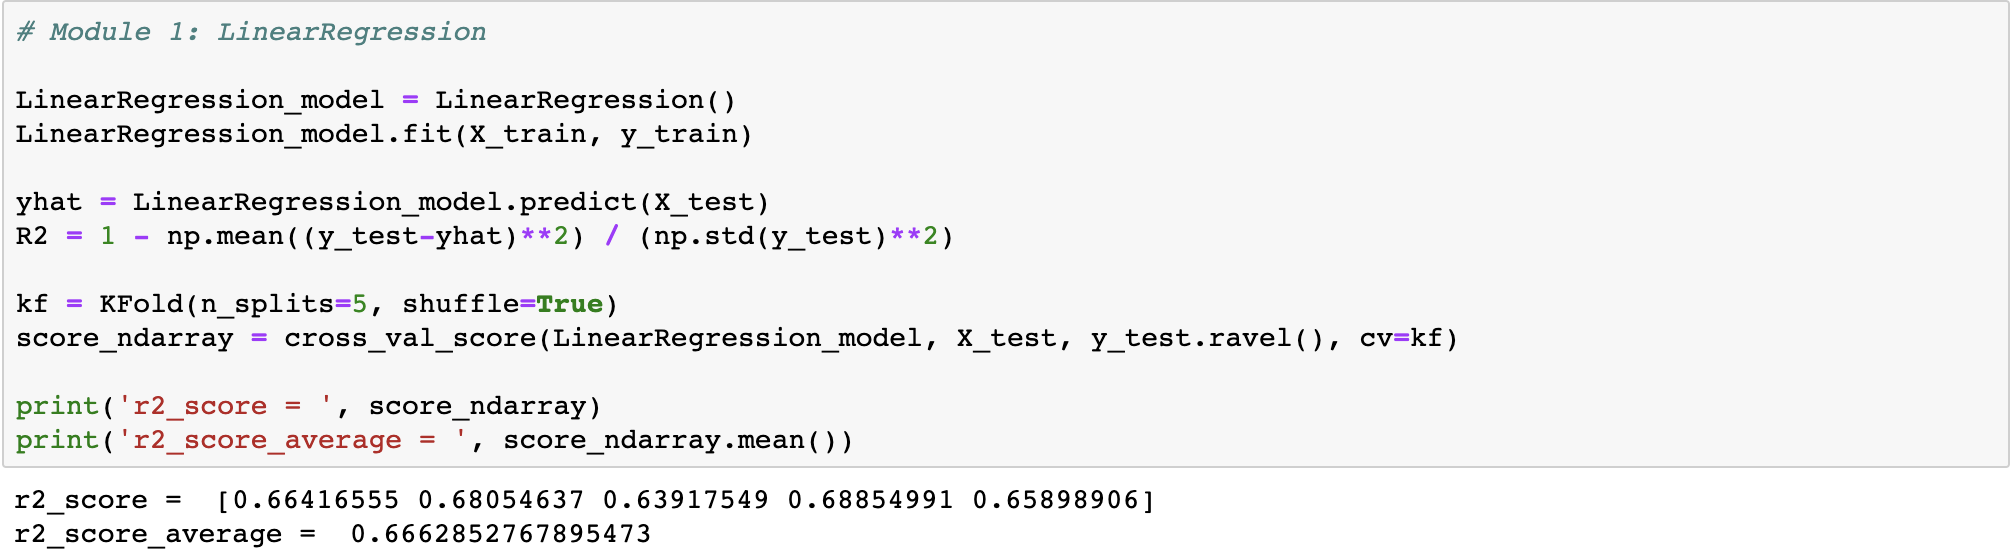 # Module 1: LinearRegression
LinearRegression_model = LinearRegression()
LinearRegression_model.fit(X_train, y_train)
yhat = LinearRegression_model.predict(X_test)
R2 = 1 - np.mean((y_test-yhat)**2) / (np.std(y_test)**2)
kf = KFold(n_splits=5, shuffle=True)
score_ndarray = cross_val_score(LinearRegression_model, X_test, y_test.ravel(), cv=kf)
print('r2_score = ', score_ndarray)
print('r2_score_average = ', score_ndarray.mean())
r2_score =  [0.66416555 0.68054637 0.63917549 0.68854991 0.65898906]
r2_score_average =  0.6662852767895473